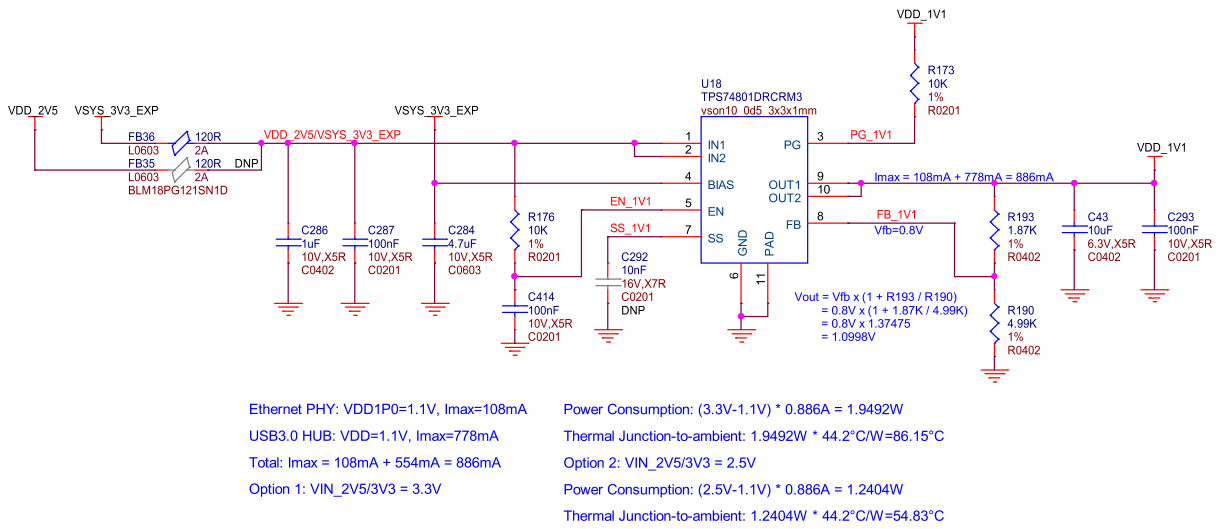 VDD_1V1
R173
10K
1%
R0201
U18
TPS74801DRCRM3
vson10_0d5_3x3x1mm
VDD_2V5
VSYS_3V3_EXP
VSYS_3V3_EXP
FB36
120R
L0603
2A
VDD_2V5/VSYS_3V3_EXP
FB35
120R
DNP
L0603
2A
BLM18PG121SN1D
1
IN1
2
IN2
4
BIAS
5
EN
7
SS
PG
3
PG_1V1
OUT1
9
OUT2
10
FB
8
GND
PAD
6
11
EN_1V1
SS_1V1
VDD_1V1
Imax = 108mA + 778mA = 886mA
FB_1V1
Vfb=0.8V
C286
1uF
10V,X5R
C0402
C287
100nF
10V,X5R
C0201
C284
4.7uF
10V,X5R
C0603
R176
10K
1%
R0201
C414
100nF
10V,X5R
C0201
C292
10nF
16V,X7R
C0201
DNP
R193
1.87K
1%
R0402
C43
10uF
6.3V,X5R
C0402
C293
100nF
10V,X5R
C0201
R190
4.99K
1%
R0402
Vout = Vfb x (1 + R193 / R190)
= 0.8V x (1 + 1.87K / 4.99K)
= 0.8V x 1.37475
= 1.0998V
Ethernet PHY: VDD1P0=1.1V, Imax=108mA
USB3.0 HUB: VDD=1.1V, Imax=778mA
Total: Imax = 108mA + 554mA = 886mA
Option 1: VIN_2V5/3V3 = 3.3V
Power Consumption: (3.3V-1.1V) * 0.886A = 1.9492W
Thermal Junction-to-ambient: 1.9492W * 44.2°C/W=86.15°C
Option 2: VIN_2V5/3V3 = 2.5V
Power Consumption: (2.5V-1.1V) * 0.886A = 1.2404W
Thermal Junction-to-ambient: 1.2404W * 44.2°C/W=54.83°C